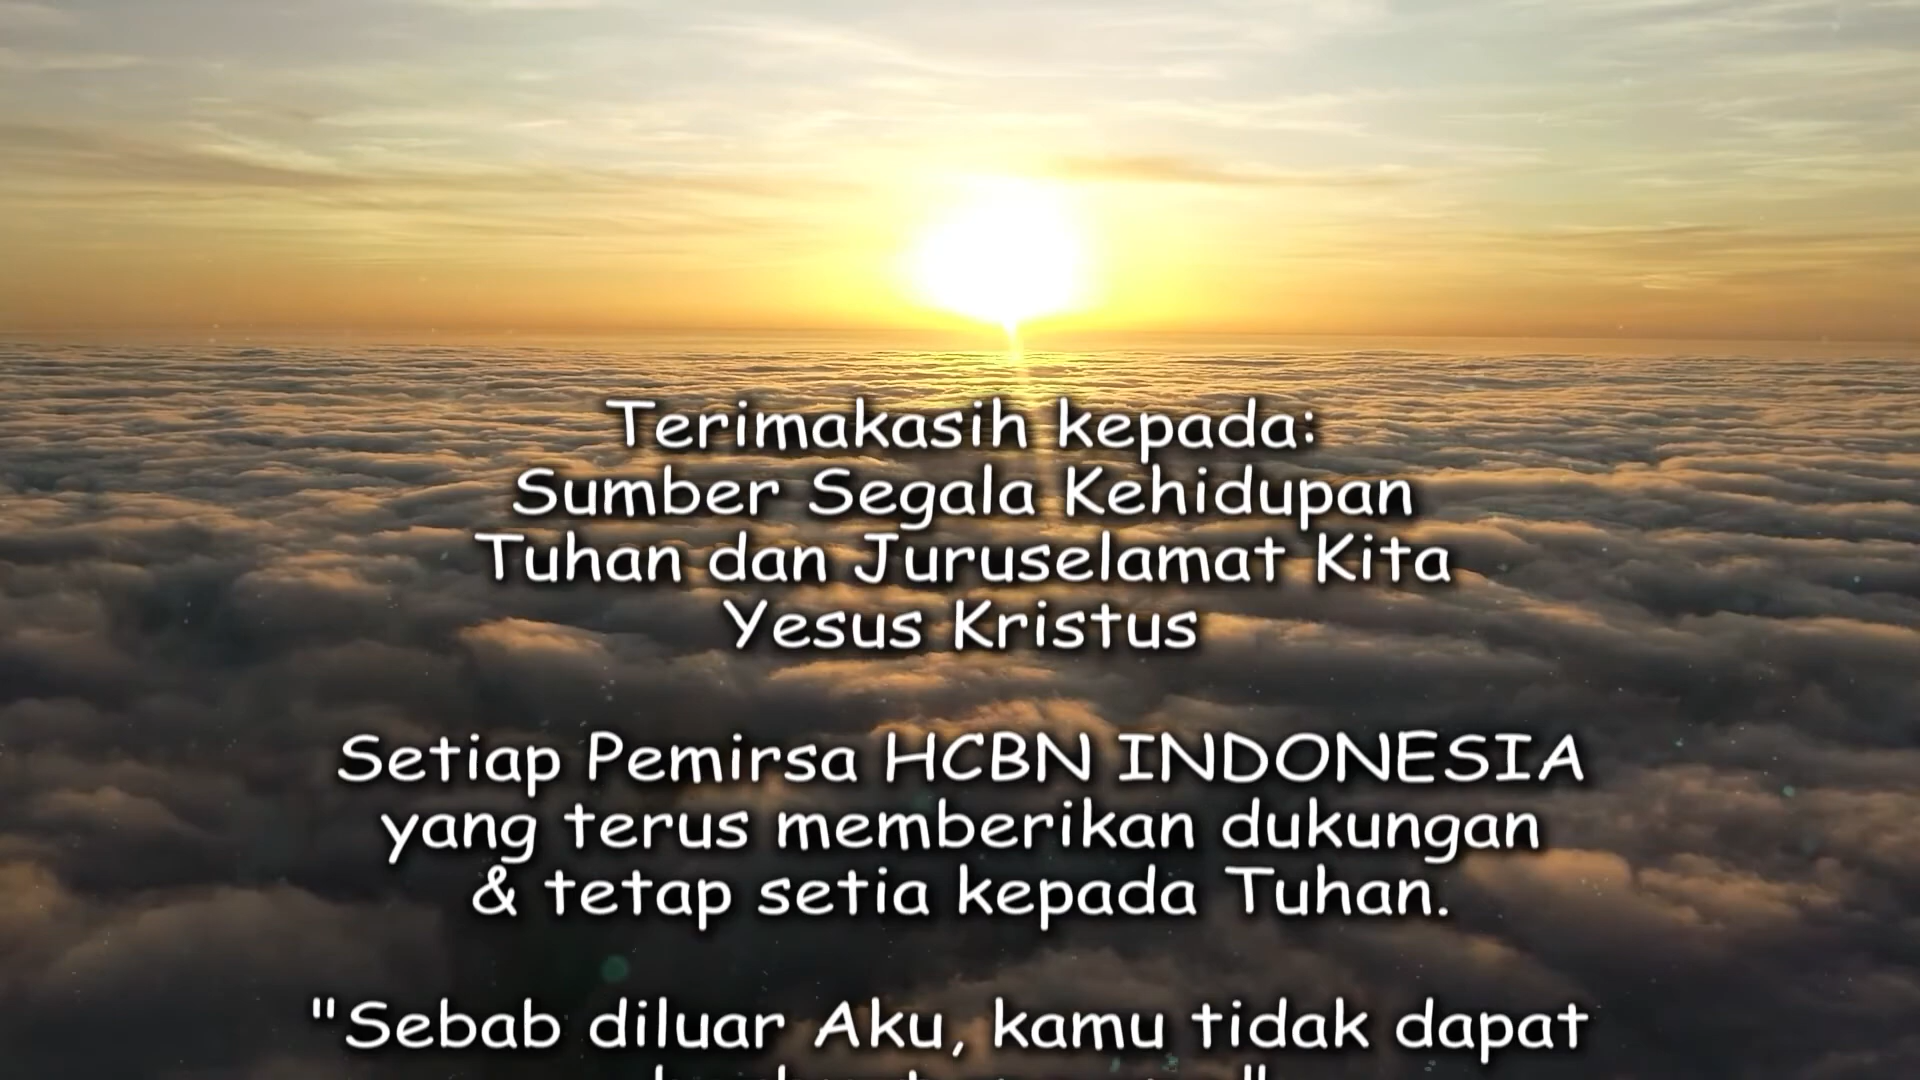 Terimakasih kepada:
Sumber Segala Kehidupan
Tuhan dan Juruselamat Kita
Yesus Kristus
Setiap Pemirsa HCBN INDONESIA
yang terus memberikan dukungan
& tetap setia kepada Tuhan.
"Sebab diluar Aku, kamu tidak dapat